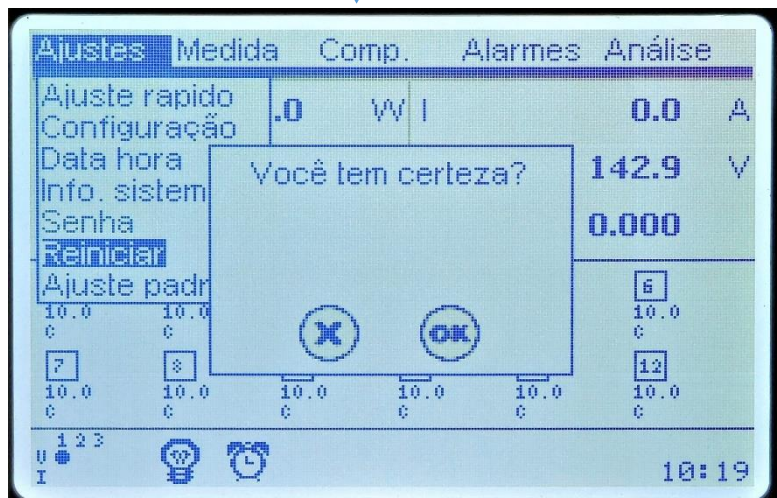 Ajustes Medida Comp. Alarmes Análise
Ajuste rapido
Configuração
Data hora
Info. sistem
Senha
Reiniciar
Ajuste padr
.0 W I 0.0 A
142.9 V
0.000
Você tem certeza?
X OK
6
10.0 10.0 10.0
C C
7 8 12
10.0 10.0 10.0 10.0 10.0 10.0
C C C C C C
1 2 3
U
I
10:19